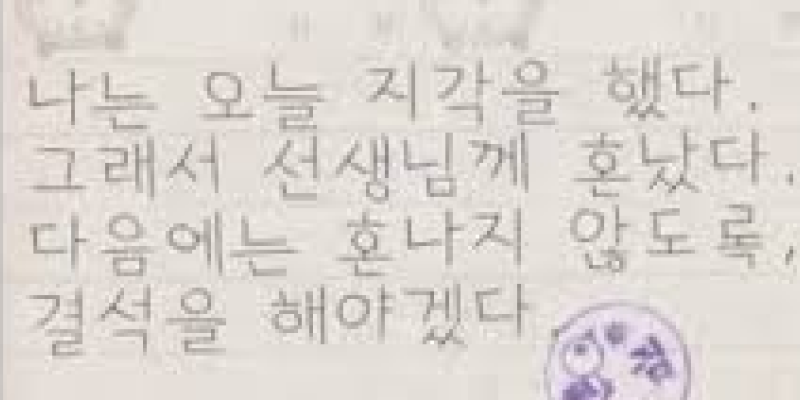 나는 오늘 지각을 했다.
그래서 선생님께 혼났다.
다음에는 혼나지 않도록,
결석을 해야겠다.